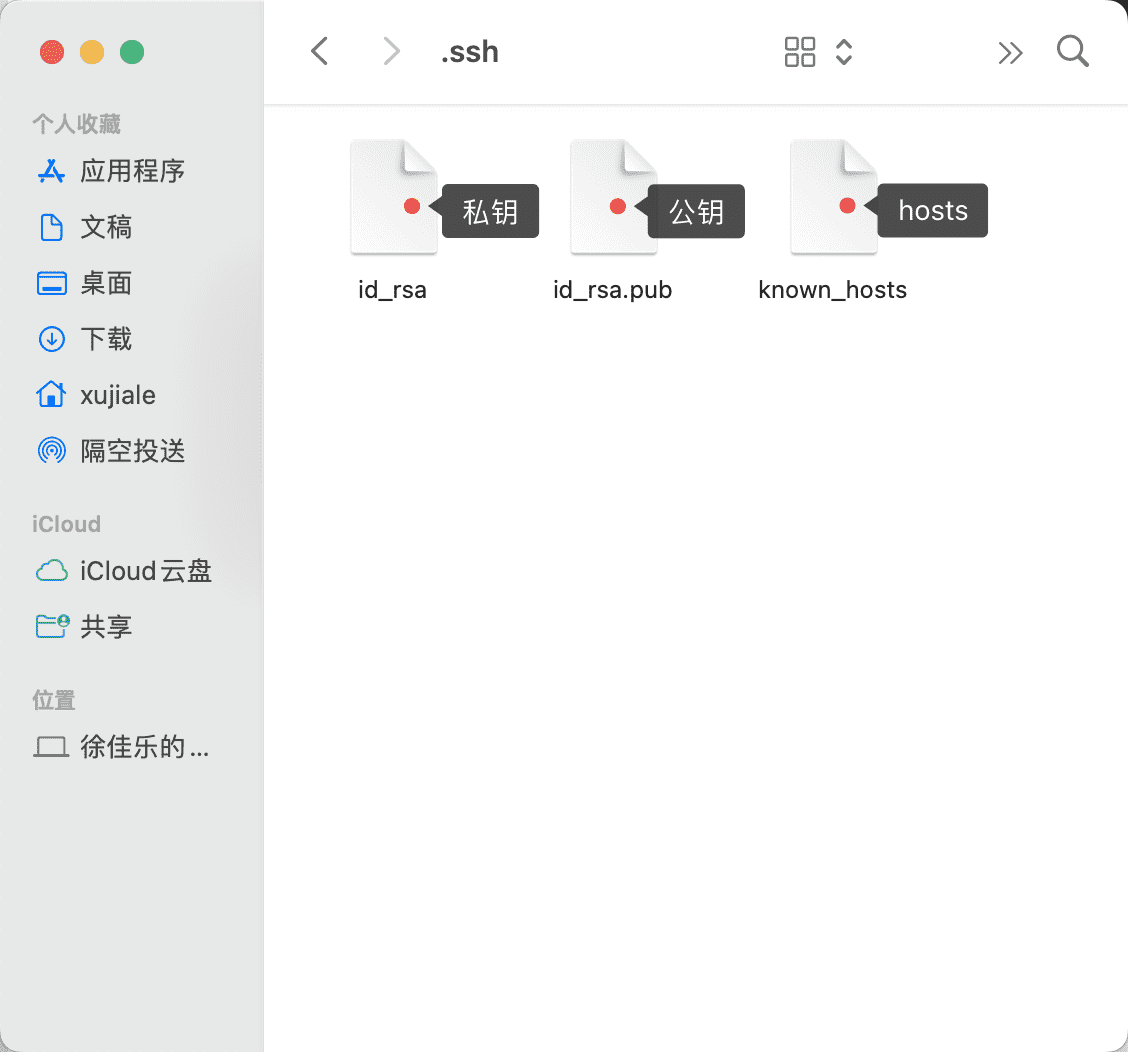 .ssh
个人收藏
应用程序
文稿
桌面
下载
xujiale
隔空投送
iCloud
iCloud云盘
共享
位置
徐佳乐的...
私钥
公钥
hosts
id_rsa
id_rsa.pub
known_hosts